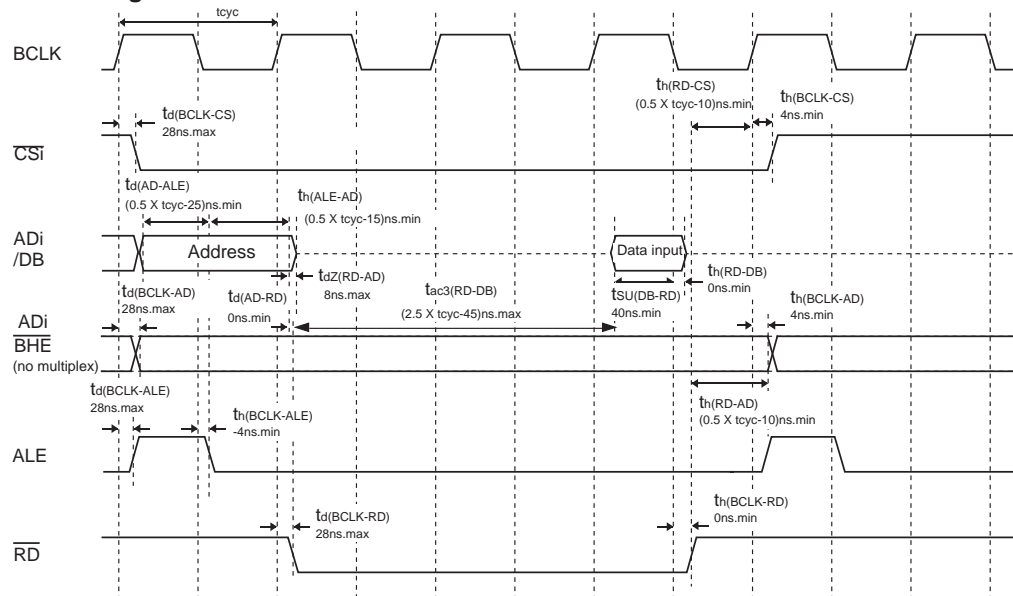 tcyc
BCLK
th(RD-CS)
(0.5 X tcyc-10)ns.min
th(BCLK-CS)
4ns.min
td(BCLK-CS)
28ns.max
CSi
td(AD-ALE)
(0.5 X tcyc-25)ns.min
th(ALE-AD)
(0.5 X tcyc-15)ns.min
ADi
/DB
Address
Data input
tdZ(RD-AD)
8ns.max
th(RD-DB)
0ns.min
td(BCLK-AD)
28ns.max
td(AD-RD)
0ns.min
tac3(RD-DB)
(2.5 X tcyc-45)ns.max
tSU(DB-RD)
40ns.min
th(BCLK-AD)
4ns.min
ADi
BHE
(no multiplex)
td(BCLK-ALE)
28ns.max
th(BCLK-ALE)
-4ns.min
th(RD-AD)
(0.5 X tcyc-10)ns.min
ALE
td(BCLK-RD)
28ns.max
th(BCLK-RD)
0ns.min
RD